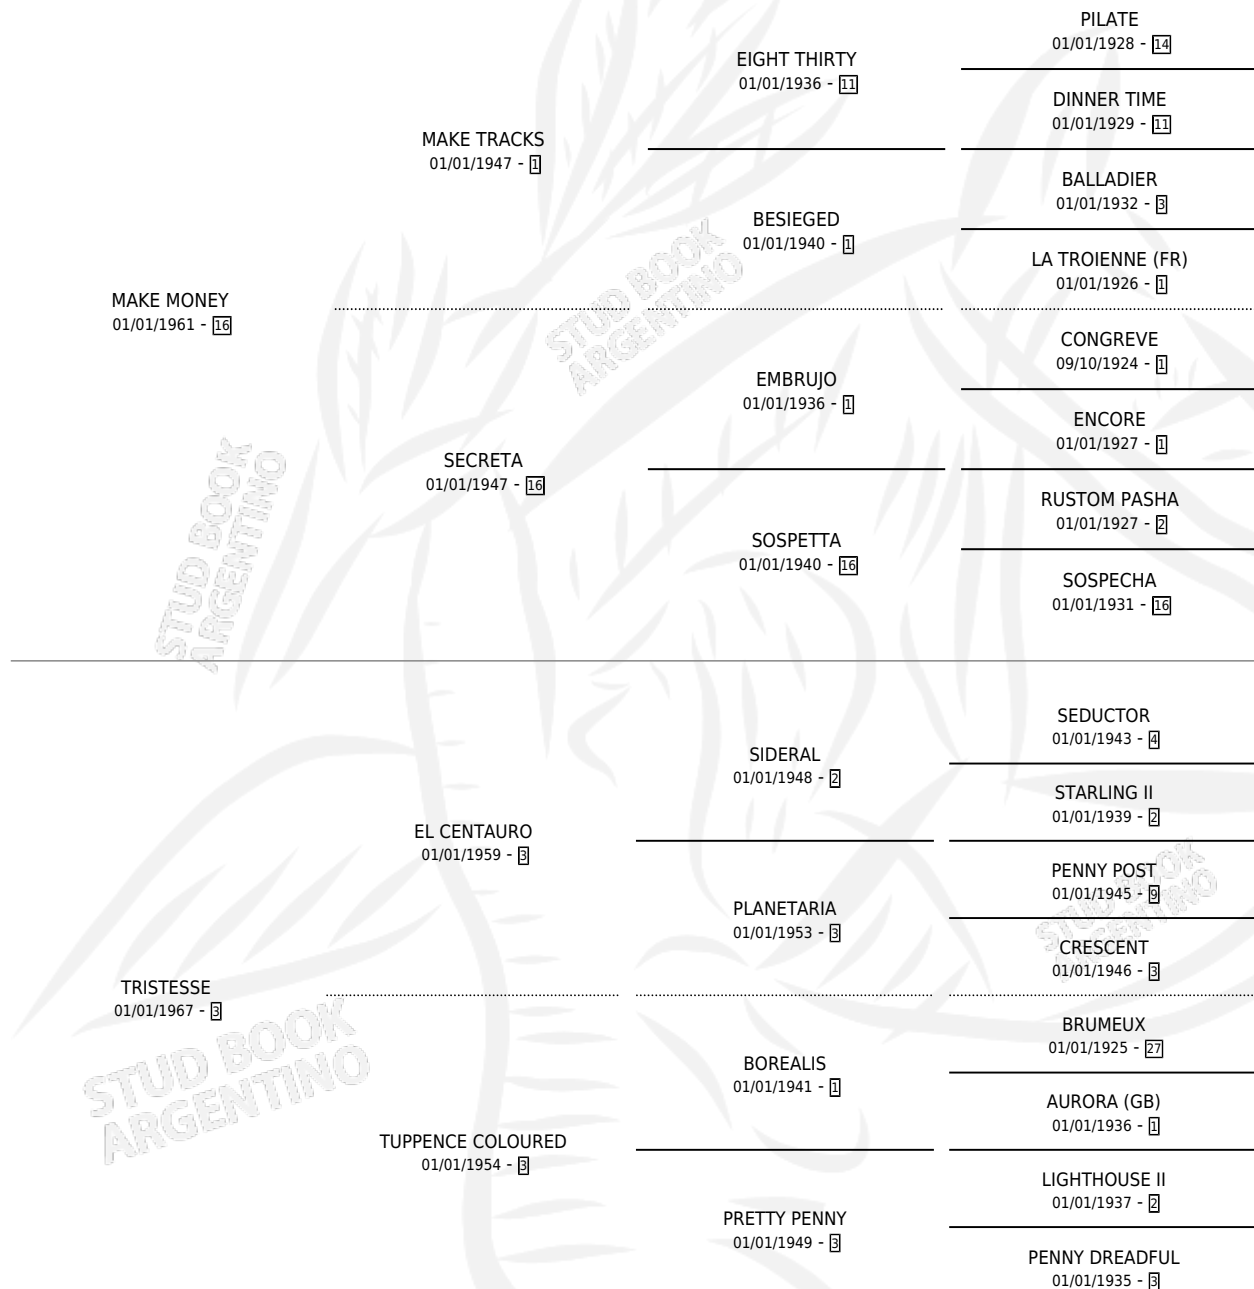 PILATE
01/01/1928 - 14
EIGHT THIRTY
01/01/1936 - 11
DINNER TIME
01/01/1929 - 11
MAKE TRACKS
01/01/1947 - 1
BALLADIER
01/01/1932 - 3
BESIEGED
01/01/1940 - 1
LA TROIENNE (FR)
01/01/1926 - 1
MAKE MONEY
01/01/1961 - 16
CONGREVE
09/10/1924 - 1
EMBRUJO
01/01/1936 - 1
ENCORE
01/01/1927 - 1
SECRETA
01/01/1947 - 16
RUSTOM PASHA
01/01/1927 - 2
SOSPETTA
01/01/1940 - 16
SOSPECHA
01/01/1931 - 16
STUD BOOK
ARGENTINO
STUD BOOK
ARGENTINO
SEDUCTOR
01/01/1943 - 4
SIDERAL
01/01/1948 - 2
STARLING II
01/01/1939 - 2
EL CENTAURO
01/01/1959 - 3
PENNY POST
01/01/1945 - 9
PLANETARIA
01/01/1953 - 3
CRESCENT
01/01/1946 - 3
TRISTESSE
01/01/1967 - 3
BRUMEUX
01/01/1925 - 27
BOREALIS
01/01/1941 - 1
AURORA (GB)
01/01/1936 - 1
TUPPENCE COLOURED
01/01/1954 - 3
LIGHTHOUSE II
01/01/1937 - 2
PRETTY PENNY
01/01/1949 - 3
PENNY DREADFUL
01/01/1935 - 3
STUD BOOK
ARGENTINO
STUD BOOK
ARGENTINO